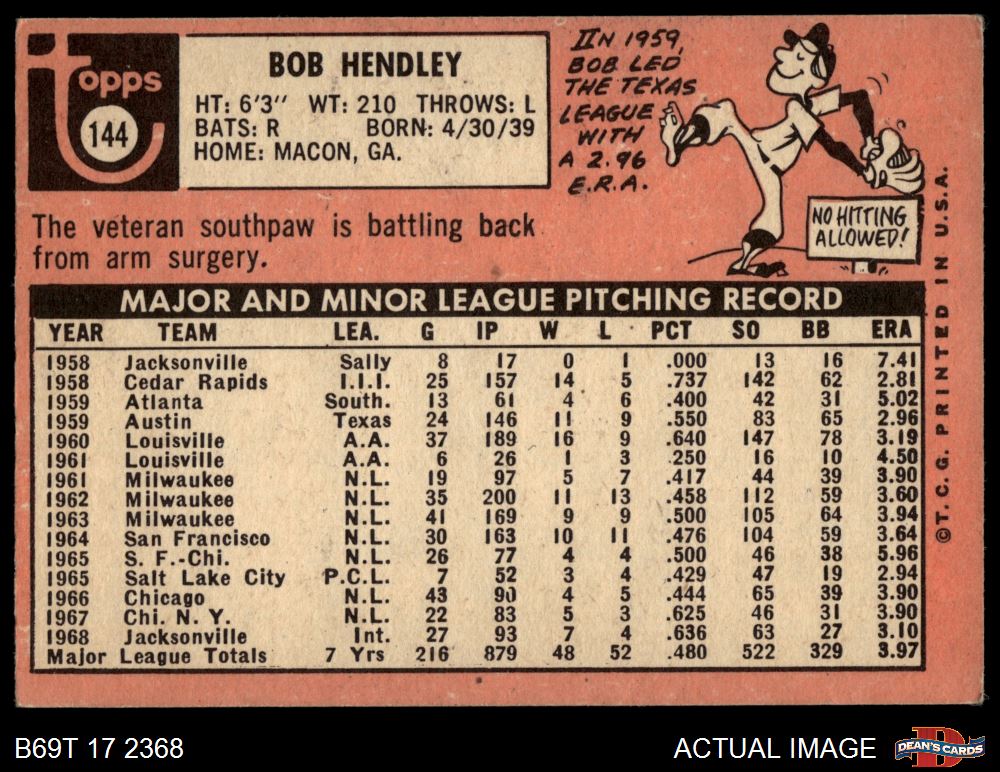 topps
144
BOB HENDLEY
HT: 6'3" WT: 210 THROWS: L
BATS: R BORN: 4/30/39
HOME: MACON, GA.
IN 1959,
BOB LED
THE TEXAS
LEAGUE
WITH
A 2.96
E.R.A.
NO HITTING
ALLOWED!
The veteran southpaw is battling back
from arm surgery.
MAJOR AND MINOR LEAGUE PITCHING RECORD
YEAR TEAM LEA. G IP W L PCT SO BB ERA
1958 Jacksonville Sally 8 17 0 1 .000 13 16 7.41
1958 Cedar Rapids I.I.I. 25 157 14 5 .737 142 62 2.81
1959 Atlanta South. 13 61 4 6 .400 42 31 5.02
1959 Austin Texas 24 146 11 9 .550 83 65 2.96
1960 Louisville A.A. 37 189 16 9 .640 147 78 3.19
1961 Louisville A.A. 6 26 1 3 .250 16 10 4.50
1961 Milwaukee N.L. 19 97 5 7 .417 44 39 3.90
1962 Milwaukee N.L. 35 200 11 13 .458 112 59 3.60
1963 Milwaukee N.L. 41 169 9 9 .500 105 64 3.94
1964 San Francisco N.L. 30 163 10 11 .476 104 59 3.64
1965 S. F.-Chi. N.L. 26 77 4 4 .500 46 38 5.96
1965 Salt Lake City P.C.L. 7 52 3 4 .429 47 19 2.94
1966 Chicago N.L. 43 90 4 5 .444 65 39 3.90
1967 Chi. N. Y. N.L. 22 83 5 3 .625 46 31 3.90
1968 Jacksonville Int. 27 93 7 4 .636 63 27 3.10
Major League Totals 7 Yrs 216 879 48 52 .480 522 329 3.97
©T. C. G. PRINTED IN U.S.A.
B69T 17 2368
ACTUAL IMAGE
DEAN'S CARDS